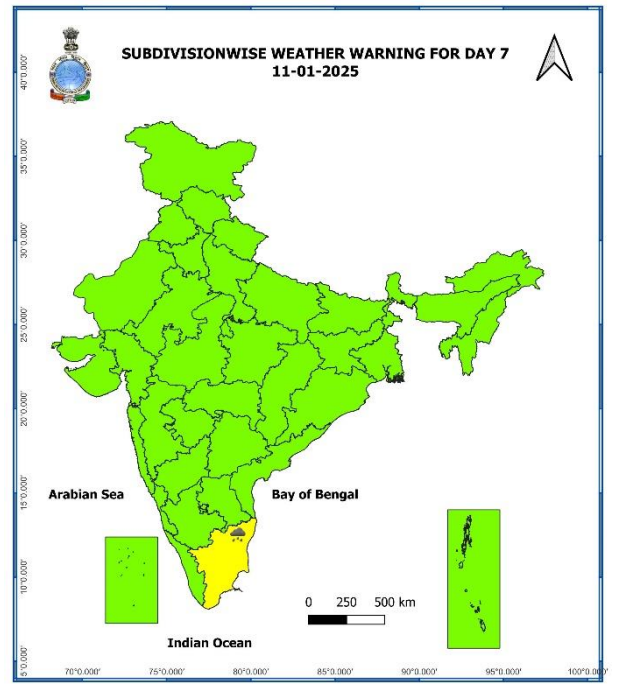 SUBDIVISIONWISE WEATHER WARNING FOR DAY 7
11-01-2025
40°0.000'
35°0.000'
30°0.000'
25°0.000'
20°0.000'
15°0.000'
10°0.000'
5°0.000'
Arabian Sea
Bay of Bengal
0 250 500 km
Indian Ocean
70°0.000' 75°0.000' 80°0.000' 85°0.000' 90°0.000' 95°0.000' 100°0.000'